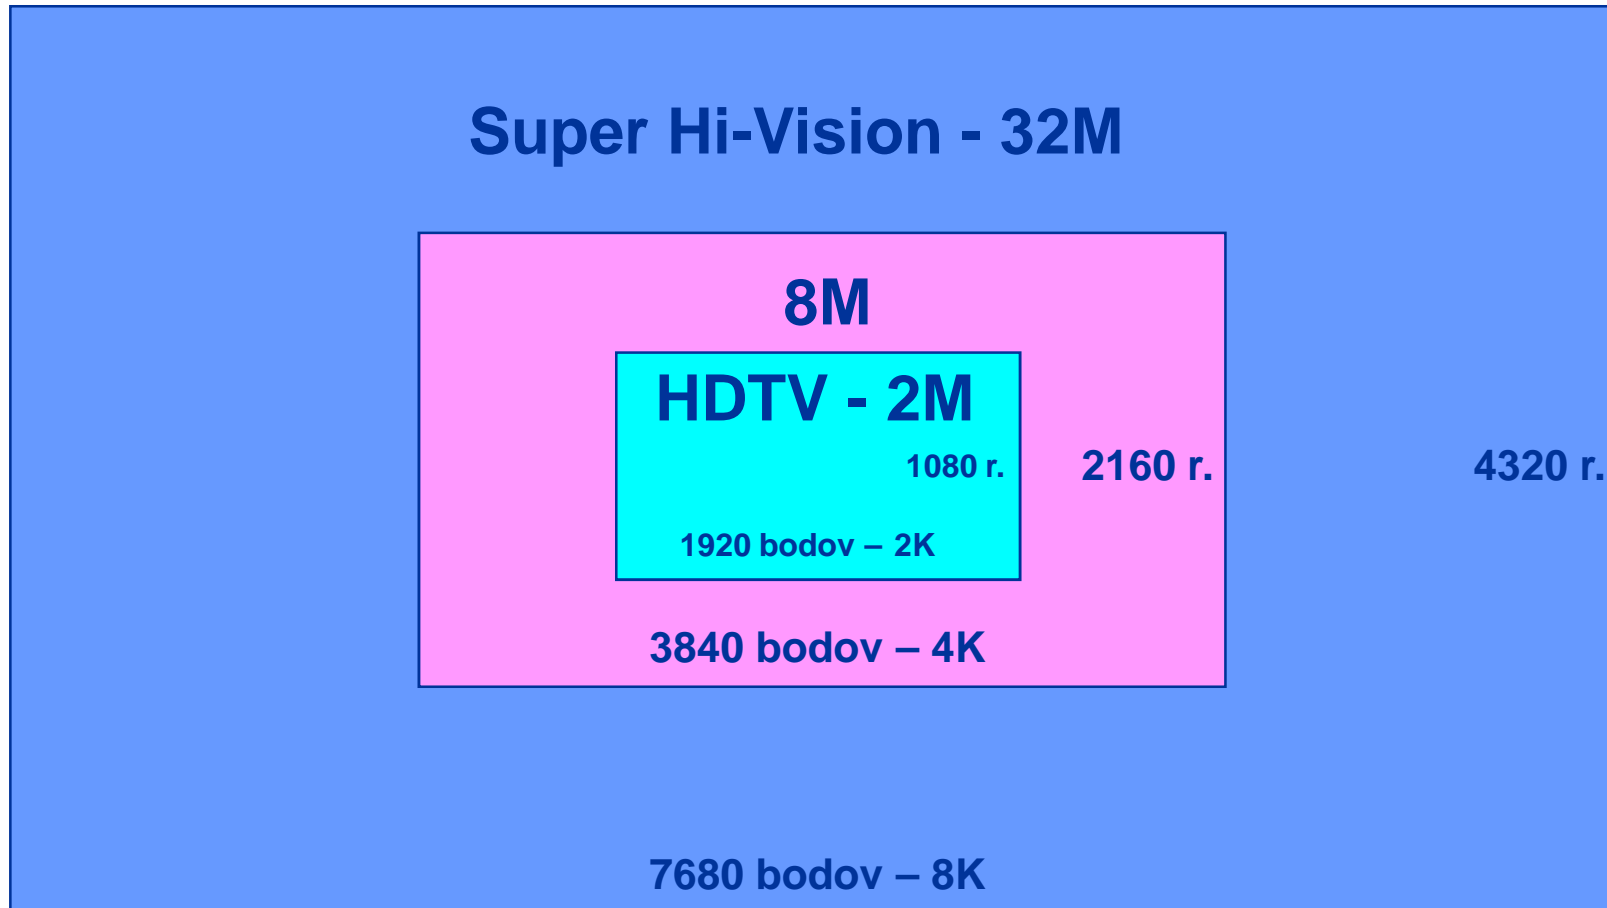 Super Hi-Vision - 32M
8M
HDTV - 2M
1080 r.
2160 r.
4320 r.
1920 bodov – 2K
3840 bodov – 4K
7680 bodov – 8K